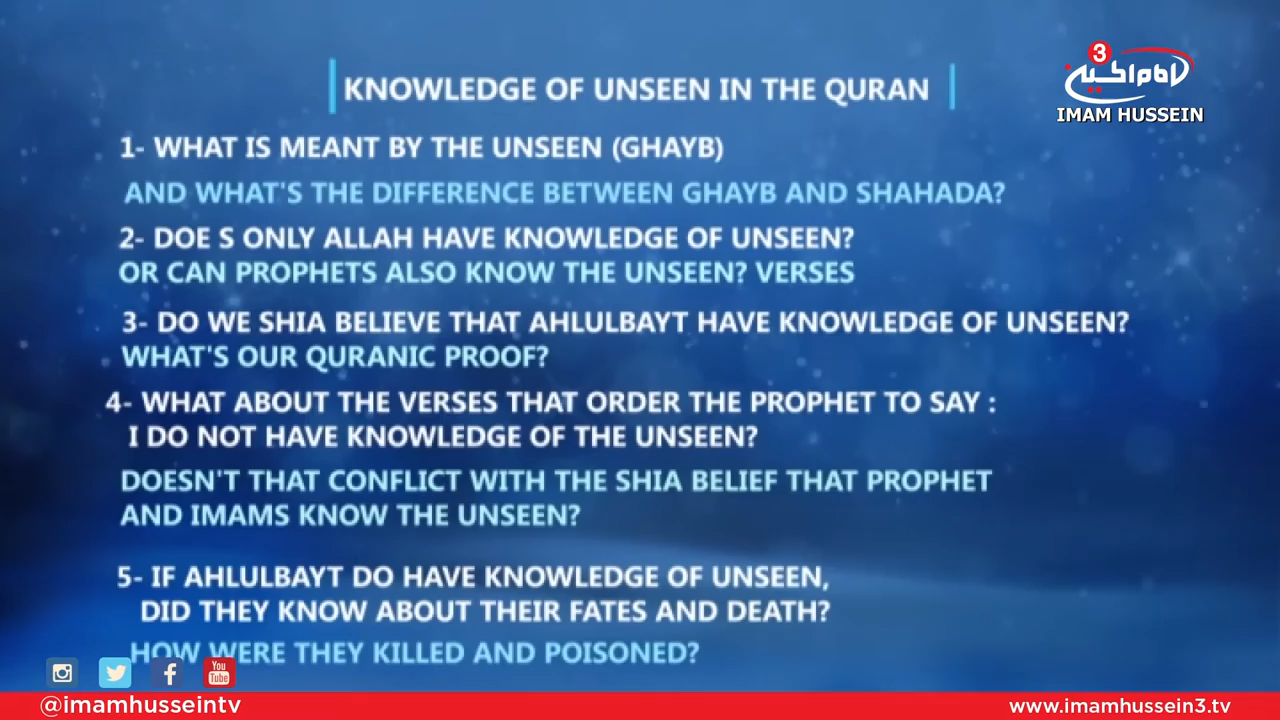 KNOWLEDGE OF UNSEEN IN THE QURAN
3
الامام الحسين
IMAM HUSSEIN
1- WHAT IS MEANT BY THE UNSEEN (GHAYB)
AND WHAT'S THE DIFFERENCE BETWEEN GHAYB AND SHAHADA?
2- DOE S ONLY ALLAH HAVE KNOWLEDGE OF UNSEEN?
OR CAN PROPHETS ALSO KNOW THE UNSEEN? VERSES
3- DO WE SHIA BELIEVE THAT AHLULBAYT HAVE KNOWLEDGE OF UNSEEN?
WHAT'S OUR QURANIC PROOF?
4- WHAT ABOUT THE VERSES THAT ORDER THE PROPHET TO SAY :
I DO NOT HAVE KNOWLEDGE OF THE UNSEEN?
DOESN'T THAT CONFLICT WITH THE SHIA BELIEF THAT PROPHET
AND IMAMS KNOW THE UNSEEN?
5- IF AHLULBAYT DO HAVE KNOWLEDGE OF UNSEEN,
DID THEY KNOW ABOUT THEIR FATES AND DEATH?
HOW WERE THEY KILLED AND POISONED?
You
Tube
@imamhusseintv
www.imamhussein3.tv